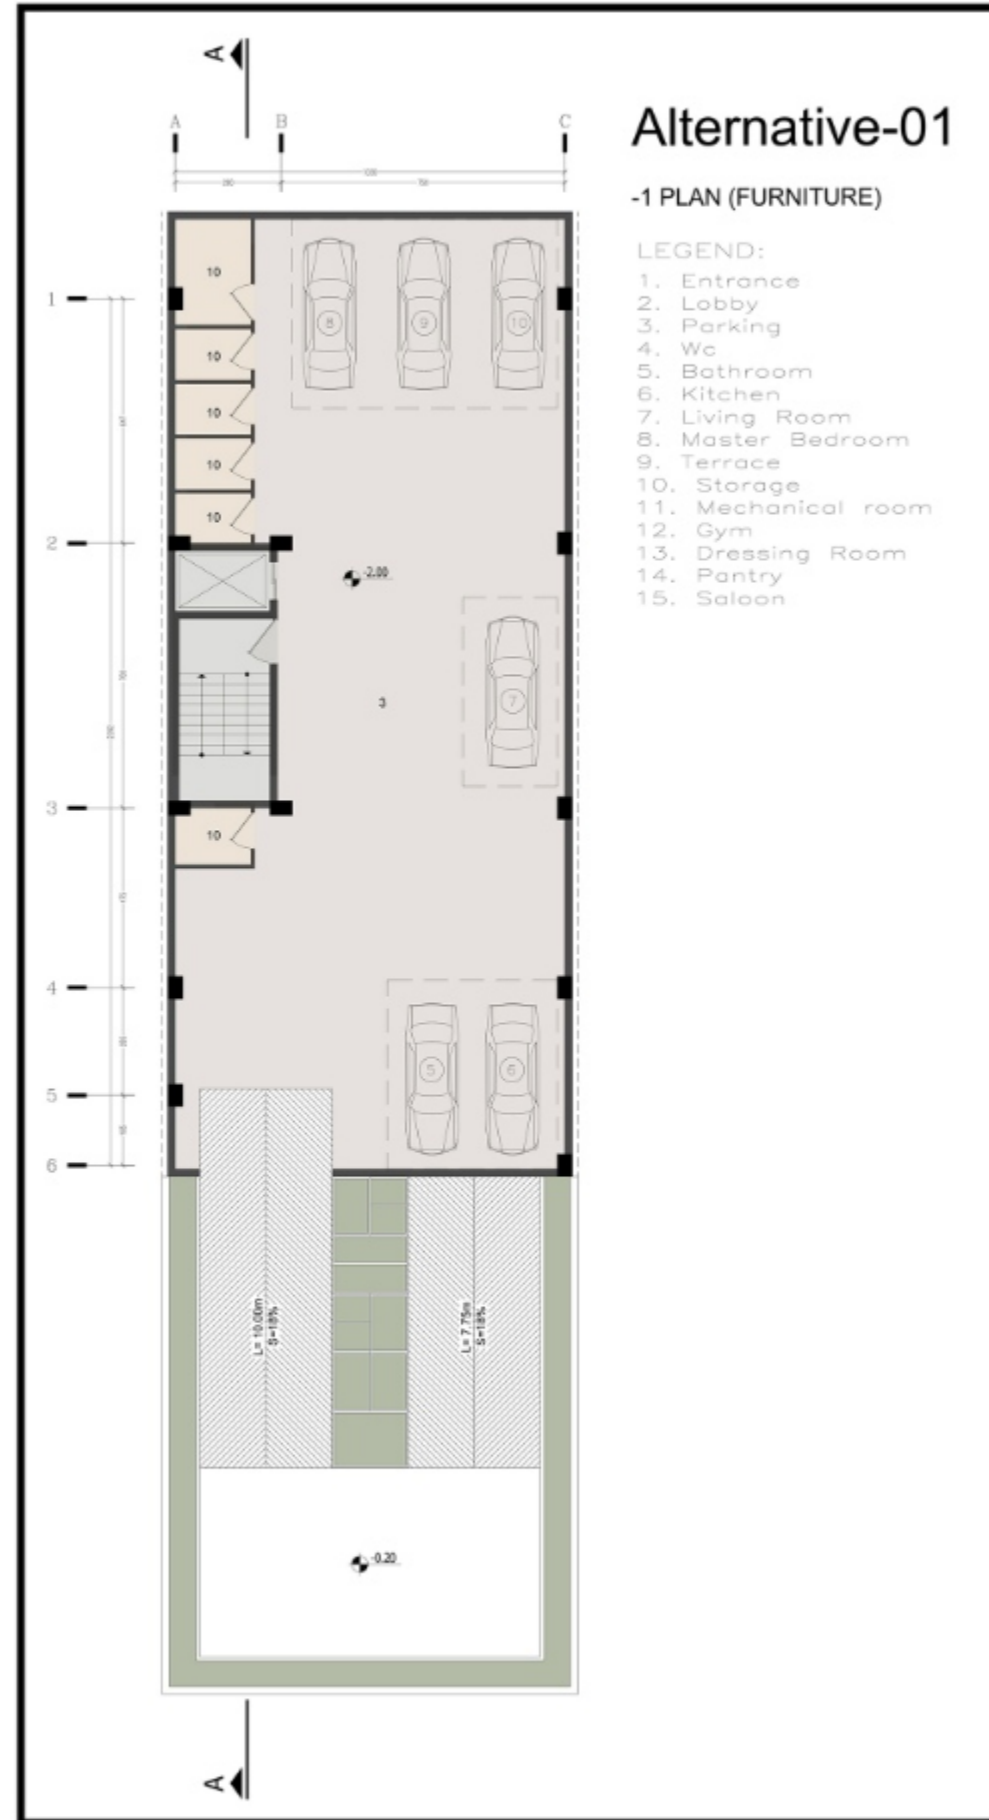 A
Alternative-01
-1 PLAN (FURNITURE)
LEGEND:
1. Entrance
2. Lobby
3. Parking
4. Wc
5. Bathroom
6. Kitchen
7. Living Room
8. Master Bedroom
9. Terrace
10. Storage
11. Mechanical room
12. Gym
13. Dressing Room
14. Pantry
15. Saloon
A B C
10
8 9 10
1
10
10
10
10
2
-2.00
3
7
3
10
4
5 6
5
6
L= 10.00m
S=18%
L= 7.75m
S=18%
-0.20
A